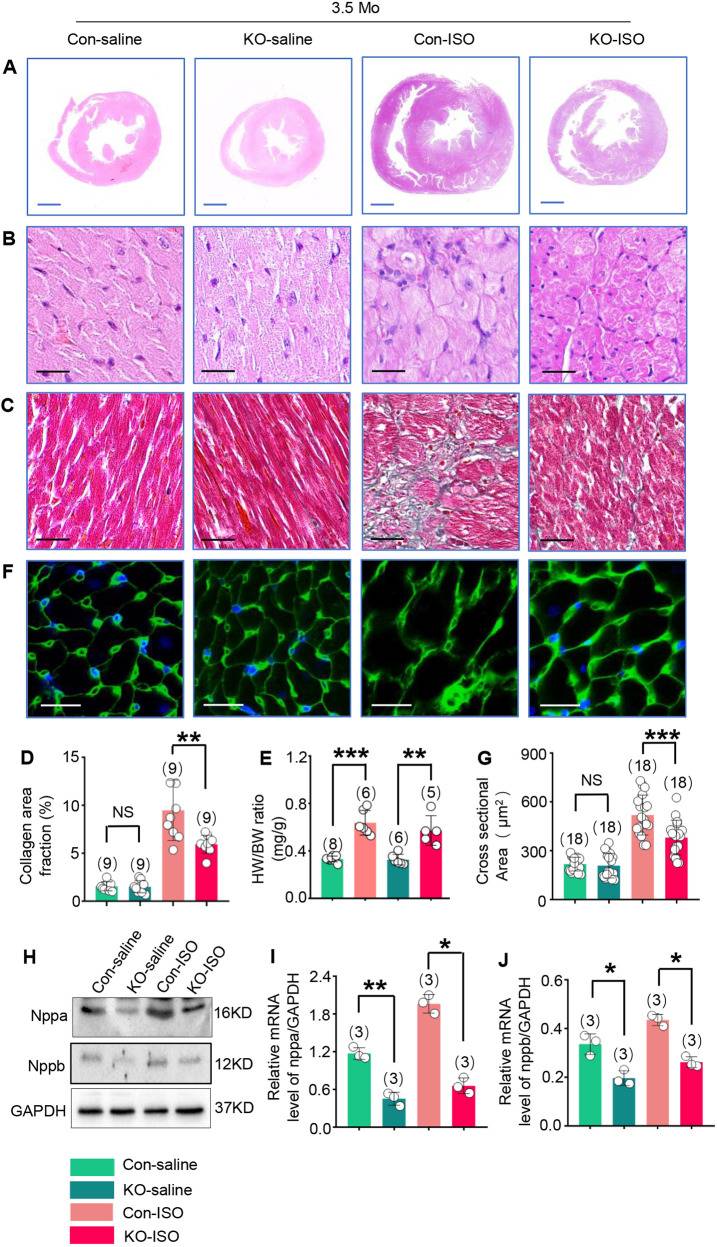 3.5 Mo
Con-saline KO-saline Con-ISO KO-ISO
A
B
C
F
D
Collagen area
fraction (%)
15
10
5
0
(9) (9) (9) (9)
NS
**
E
HW/BW ratio
(mg/g)
1.2
0.8
0.4
0.0
(8) (6) (6) (5)
***
**
G
Cross sectional
Area ( μm²)
900
600
300
0
(18) (18) (18) (18)
NS
***
H
Con-saline
KO-saline
Con-ISO
KO-ISO
Nppa 16KD
Nppb 12KD
GAPDH 37KD
I
Relative mRNA
level of nppa/GAPDH
2.4
1.8
1.2
0.6
0.0
(3) (3) (3) (3)
**
*
J
Relative mRNA
level of nppb/GAPDH
0.6
0.4
0.2
0.0
(3) (3) (3) (3)
*
*
Con-saline
KO-saline
Con-ISO
KO-ISO